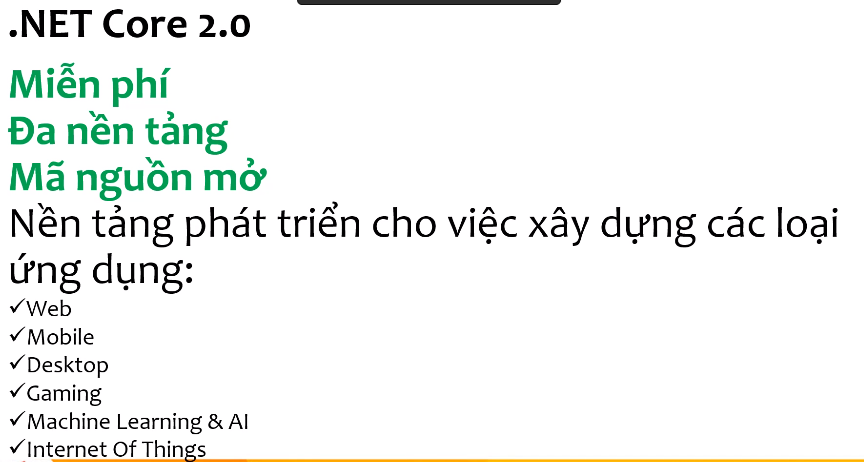 .NET Core 2.0
Miễn phí
Đa nền tảng
Mã nguồn mở
Nền tảng phát triển cho việc xây dựng các loại
ứng dụng:
✓Web
✓Mobile
✓Desktop
✓Gaming
✓Machine Learning & AI
✓Internet Of Things